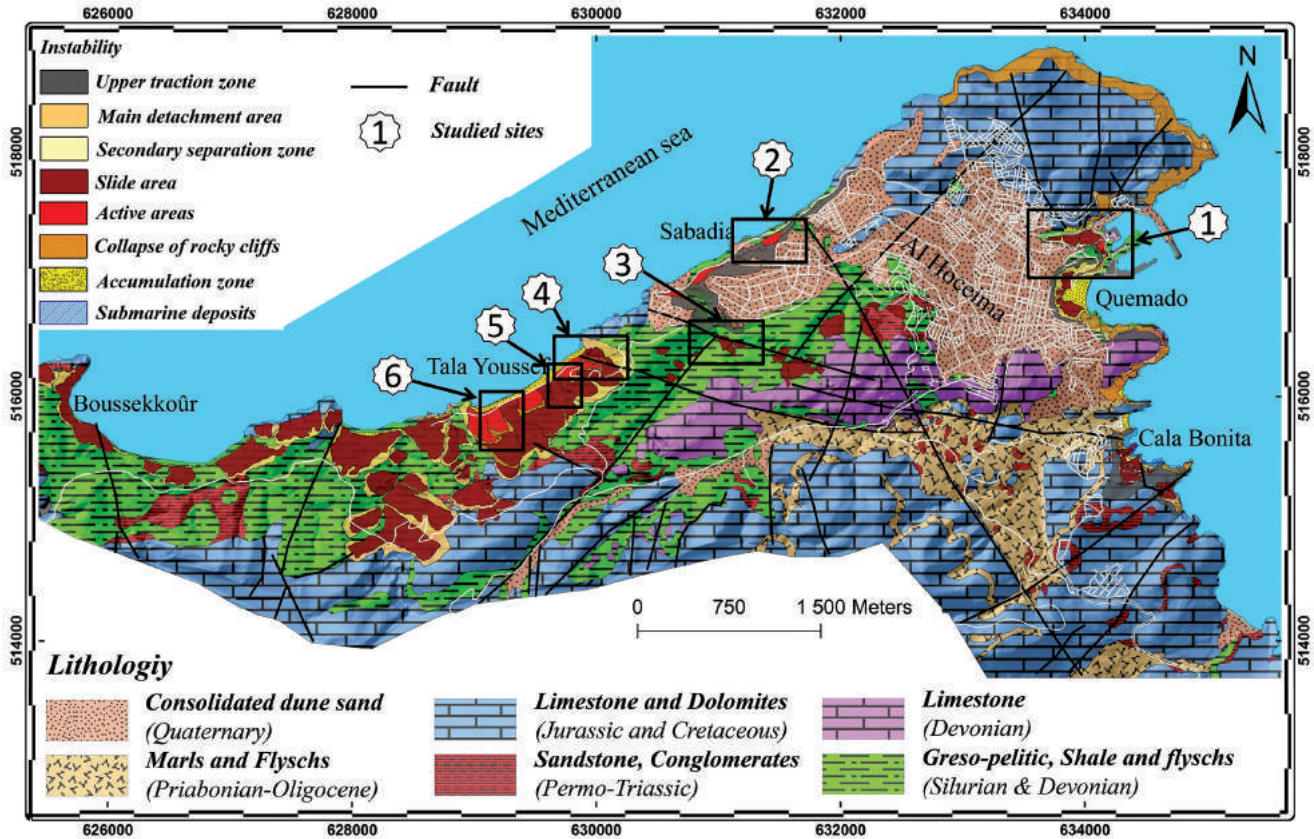 626000
628000
630000
632000
634000
Instability
Upper traction zone
Main detachment area
Secondary separation zone
Slide area
Active areas
Collapse of rocky cliffs
Accumulation zone
Submarine deposits
Fault
1
Studied sites
N
518000
518000
516000
516000
514000
514000
Mediterranean sea
2
Sabadia
1
3
Al Hoceima
Quemado
4
5
Tala Yousse
6
Boussekkoûr
Cala Bonita
0 750 1 500 Meters
Lithologiy
Consolidated dune sand
(Quaternary)
Limestone and Dolomites
(Jurassic and Cretaceous)
Limestone
(Devonian)
Marls and Flyschs
(Priabonian-Oligocene)
Sandstone, Conglomerates
(Permo-Triassic)
Greso-pelitic, Shale and flyschs
(Silurian & Devonian)
626000
628000
630000
632000
634000